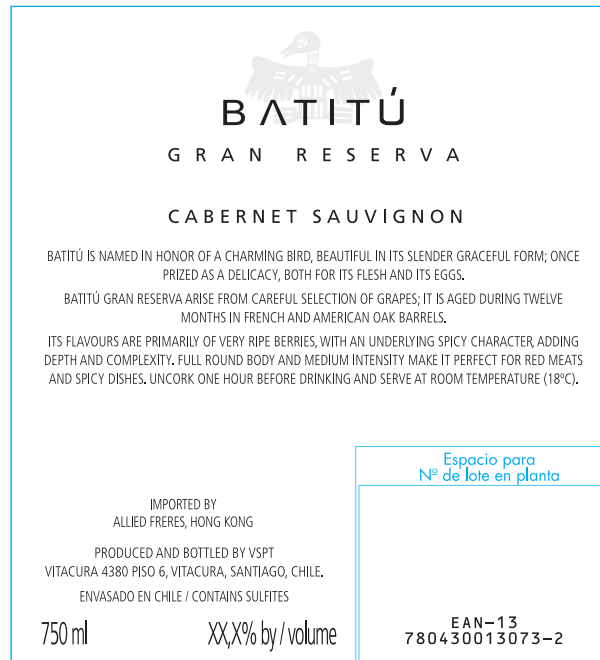 BATITÚ
GRAN RESERVA
CABERNET SAUVIGNON
BATITÚ IS NAMED IN HONOR OF A CHARMING BIRD, BEAUTIFUL IN ITS SLENDER GRACEFUL FORM; ONCE
PRIZED AS A DELICACY, BOTH FOR ITS FLESH AND ITS EGGS.
BATITÚ GRAN RESERVA ARISE FROM CAREFUL SELECTION OF GRAPES; IT IS AGED DURING TWELVE
MONTHS IN FRENCH AND AMERICAN OAK BARRELS.
ITS FLAVOURS ARE PRIMARILY OF VERY RIPE BERRIES, WITH AN UNDERLYING SPICY CHARACTER, ADDING
DEPTH AND COMPLEXITY. FULL ROUND BODY AND MEDIUM INTENSITY MAKE IT PERFECT FOR RED MEATS
AND SPICY DISHES. UNCORK ONE HOUR BEFORE DRINKING AND SERVE AT ROOM TEMPERATURE (18ºC).
Espacio para
Nº de lote en planta
IMPORTED BY
ALLIED FRERES, HONG KONG
PRODUCED AND BOTTLED BY VSPT
VITACURA 4380 PISO 6, VITACURA, SANTIAGO, CHILE.
ENVASADO EN CHILE / CONTAINS SULFITES
750 ml XX,X% by / volume
EAN-13
780430013073-2